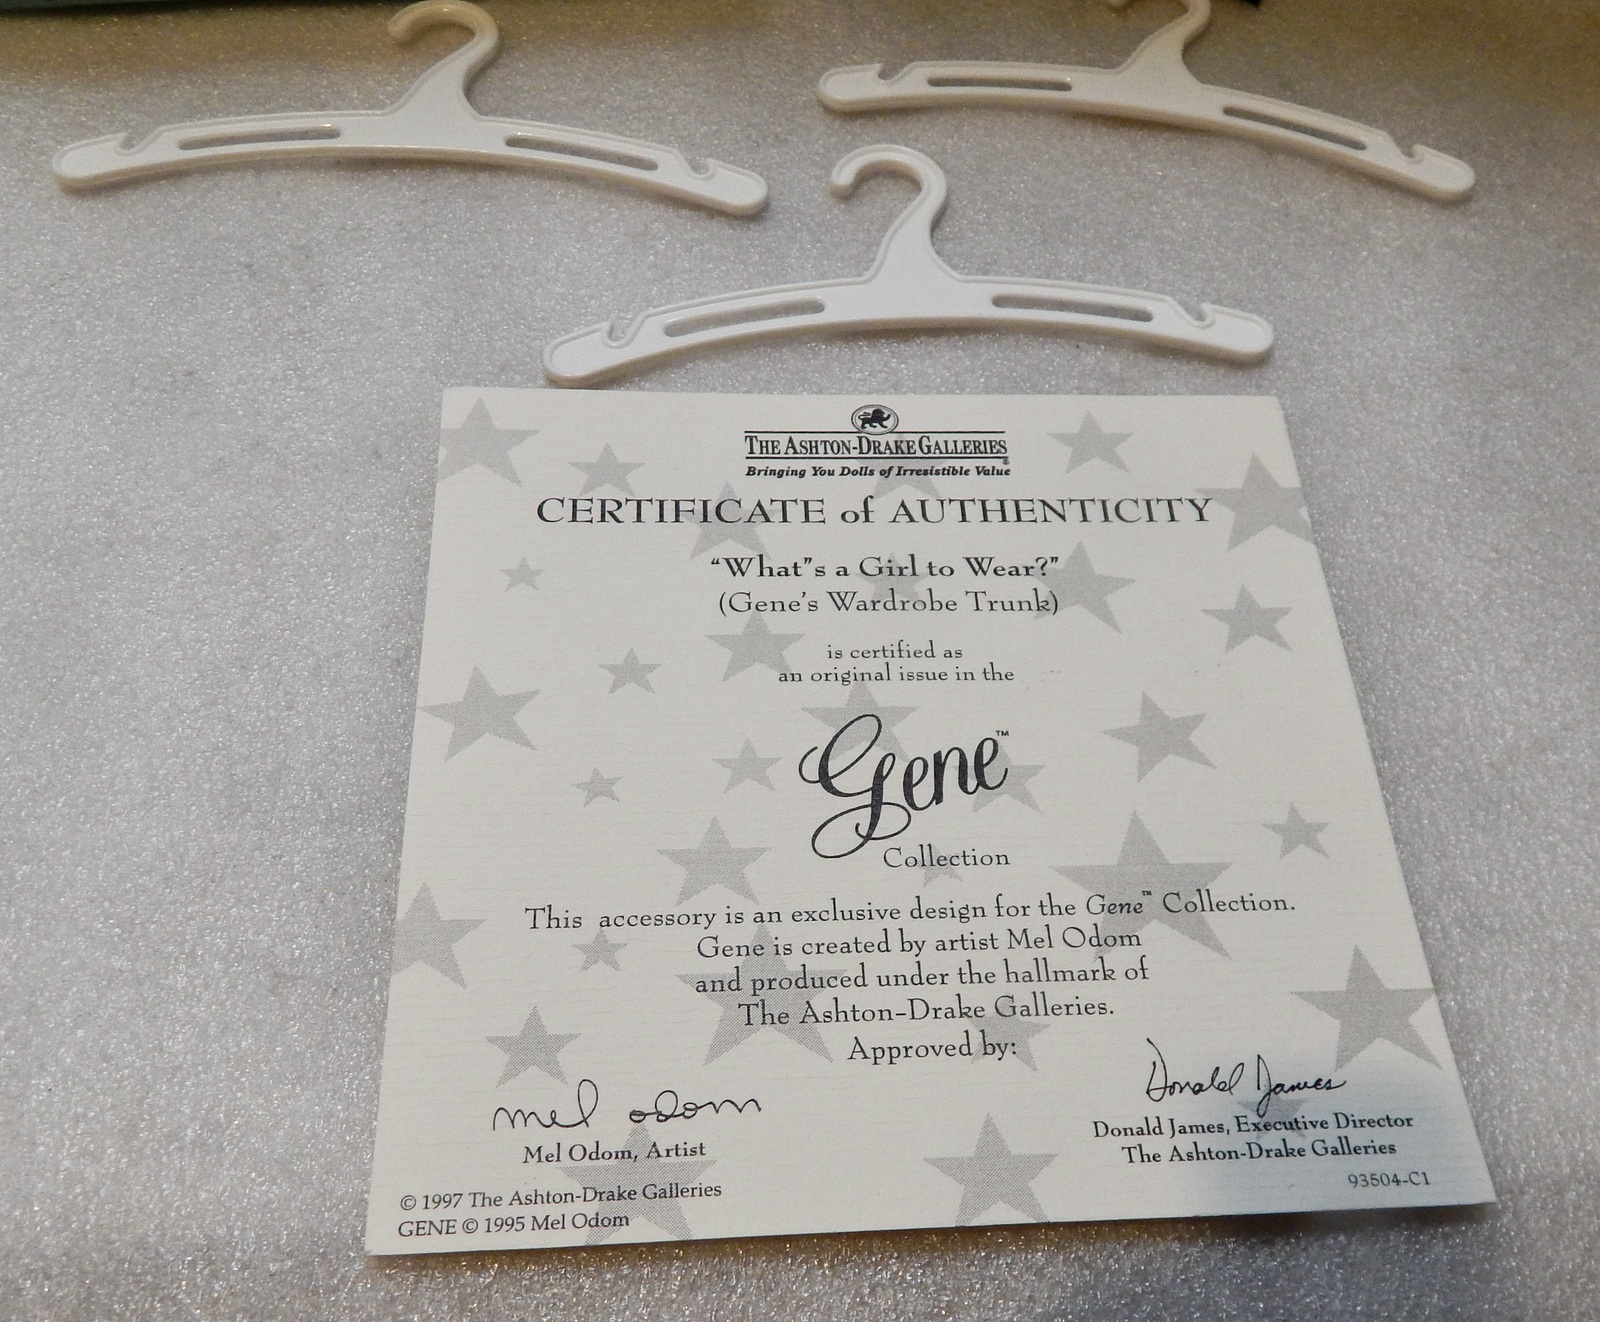 THE ASHTON-DRAKE GALLERIES®
Bringing You Dolls of Irresistible Value
CERTIFICATE of AUTHENTICITY
“What”s a Girl to Wear?”
(Gene’s Wardrobe Trunk)
is certified as
an original issue in the
Gene™
Collection
This accessory is an exclusive design for the Gene™ Collection.
Gene is created by artist Mel Odom
and produced under the hallmark of
The Ashton-Drake Galleries.
Approved by:
mel odom
Mel Odom, Artist
Donald James
Donald James, Executive Director
The Ashton-Drake Galleries
93504-C1
© 1997 The Ashton-Drake Galleries
GENE © 1995 Mel Odom